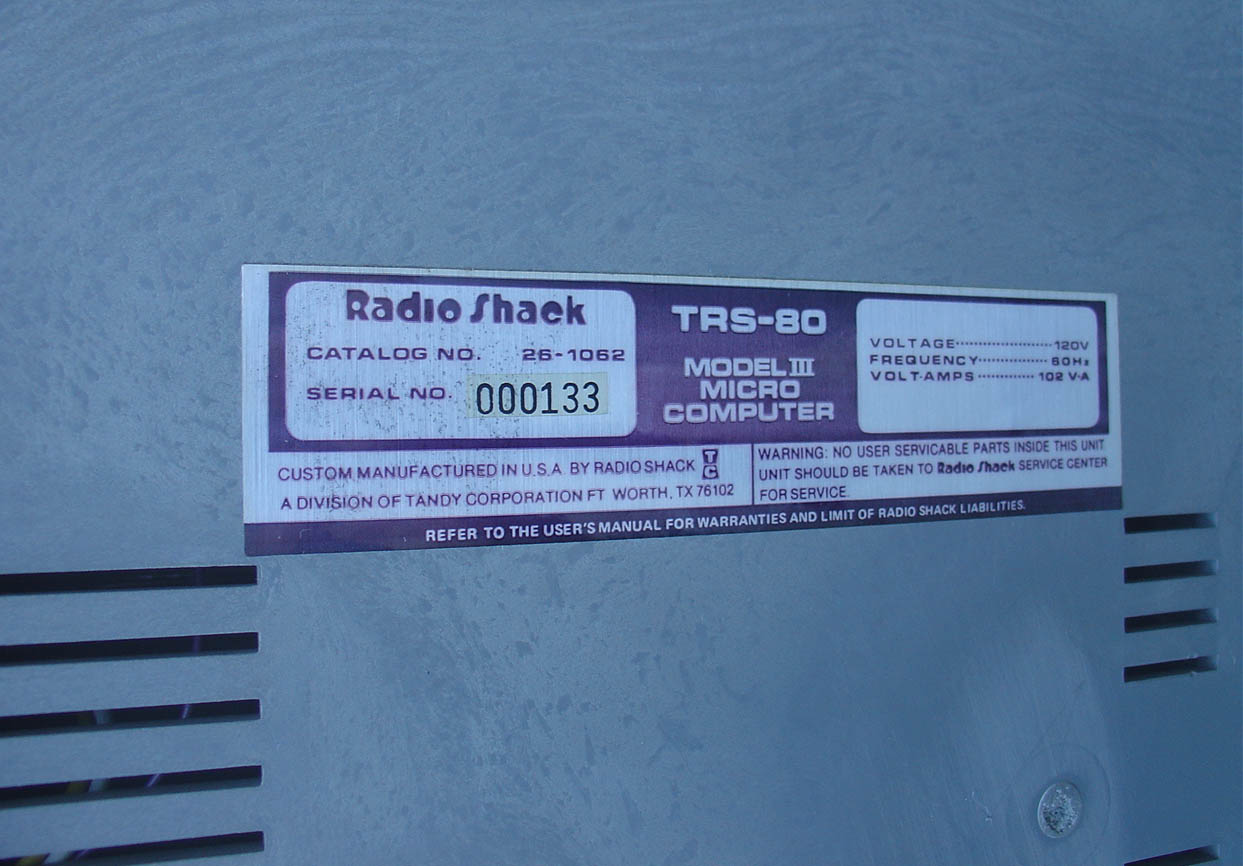 Radio Shack
CATALOG NO. 26-1062
SERIAL NO. 000133
TRS-80
MODEL III
MICRO
COMPUTER
VOLTAGE 120V
FREQUENCY 60Hz
VOLT-AMPS 102 V·A
CUSTOM MANUFACTURED IN U.S.A. BY RADIO SHACK TC
A DIVISION OF TANDY CORPORATION FT WORTH, TX 76102
WARNING: NO USER SERVICABLE PARTS INSIDE THIS UNIT
UNIT SHOULD BE TAKEN TO Radio Shack SERVICE CENTER
FOR SERVICE.
REFER TO THE USER'S MANUAL FOR WARRANTIES AND LIMIT OF RADIO SHACK LIABILITIES.